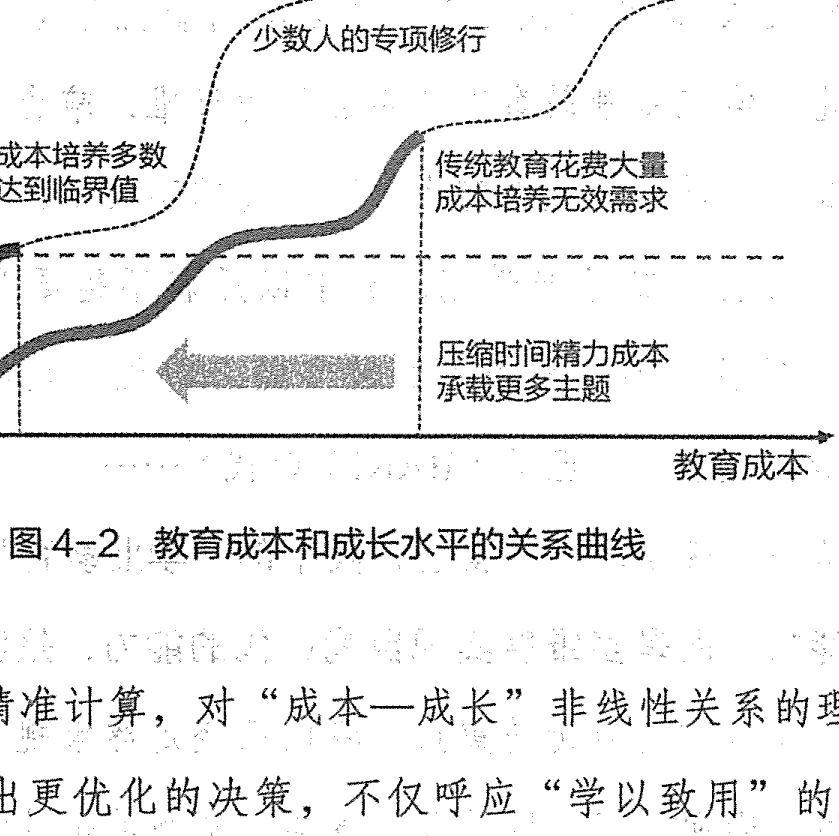 少数人的专项修行
成本培养多数
达到临界值
传统教育花费大量
成本培养无效需求
压缩时间精力成本
承载更多主题
教育成本
图 4-2 教育成本和成长水平的关系曲线
精准计算，对“成本—成长”非线性关系的理
出更优化的决策，不仅呼应“学以致用”的